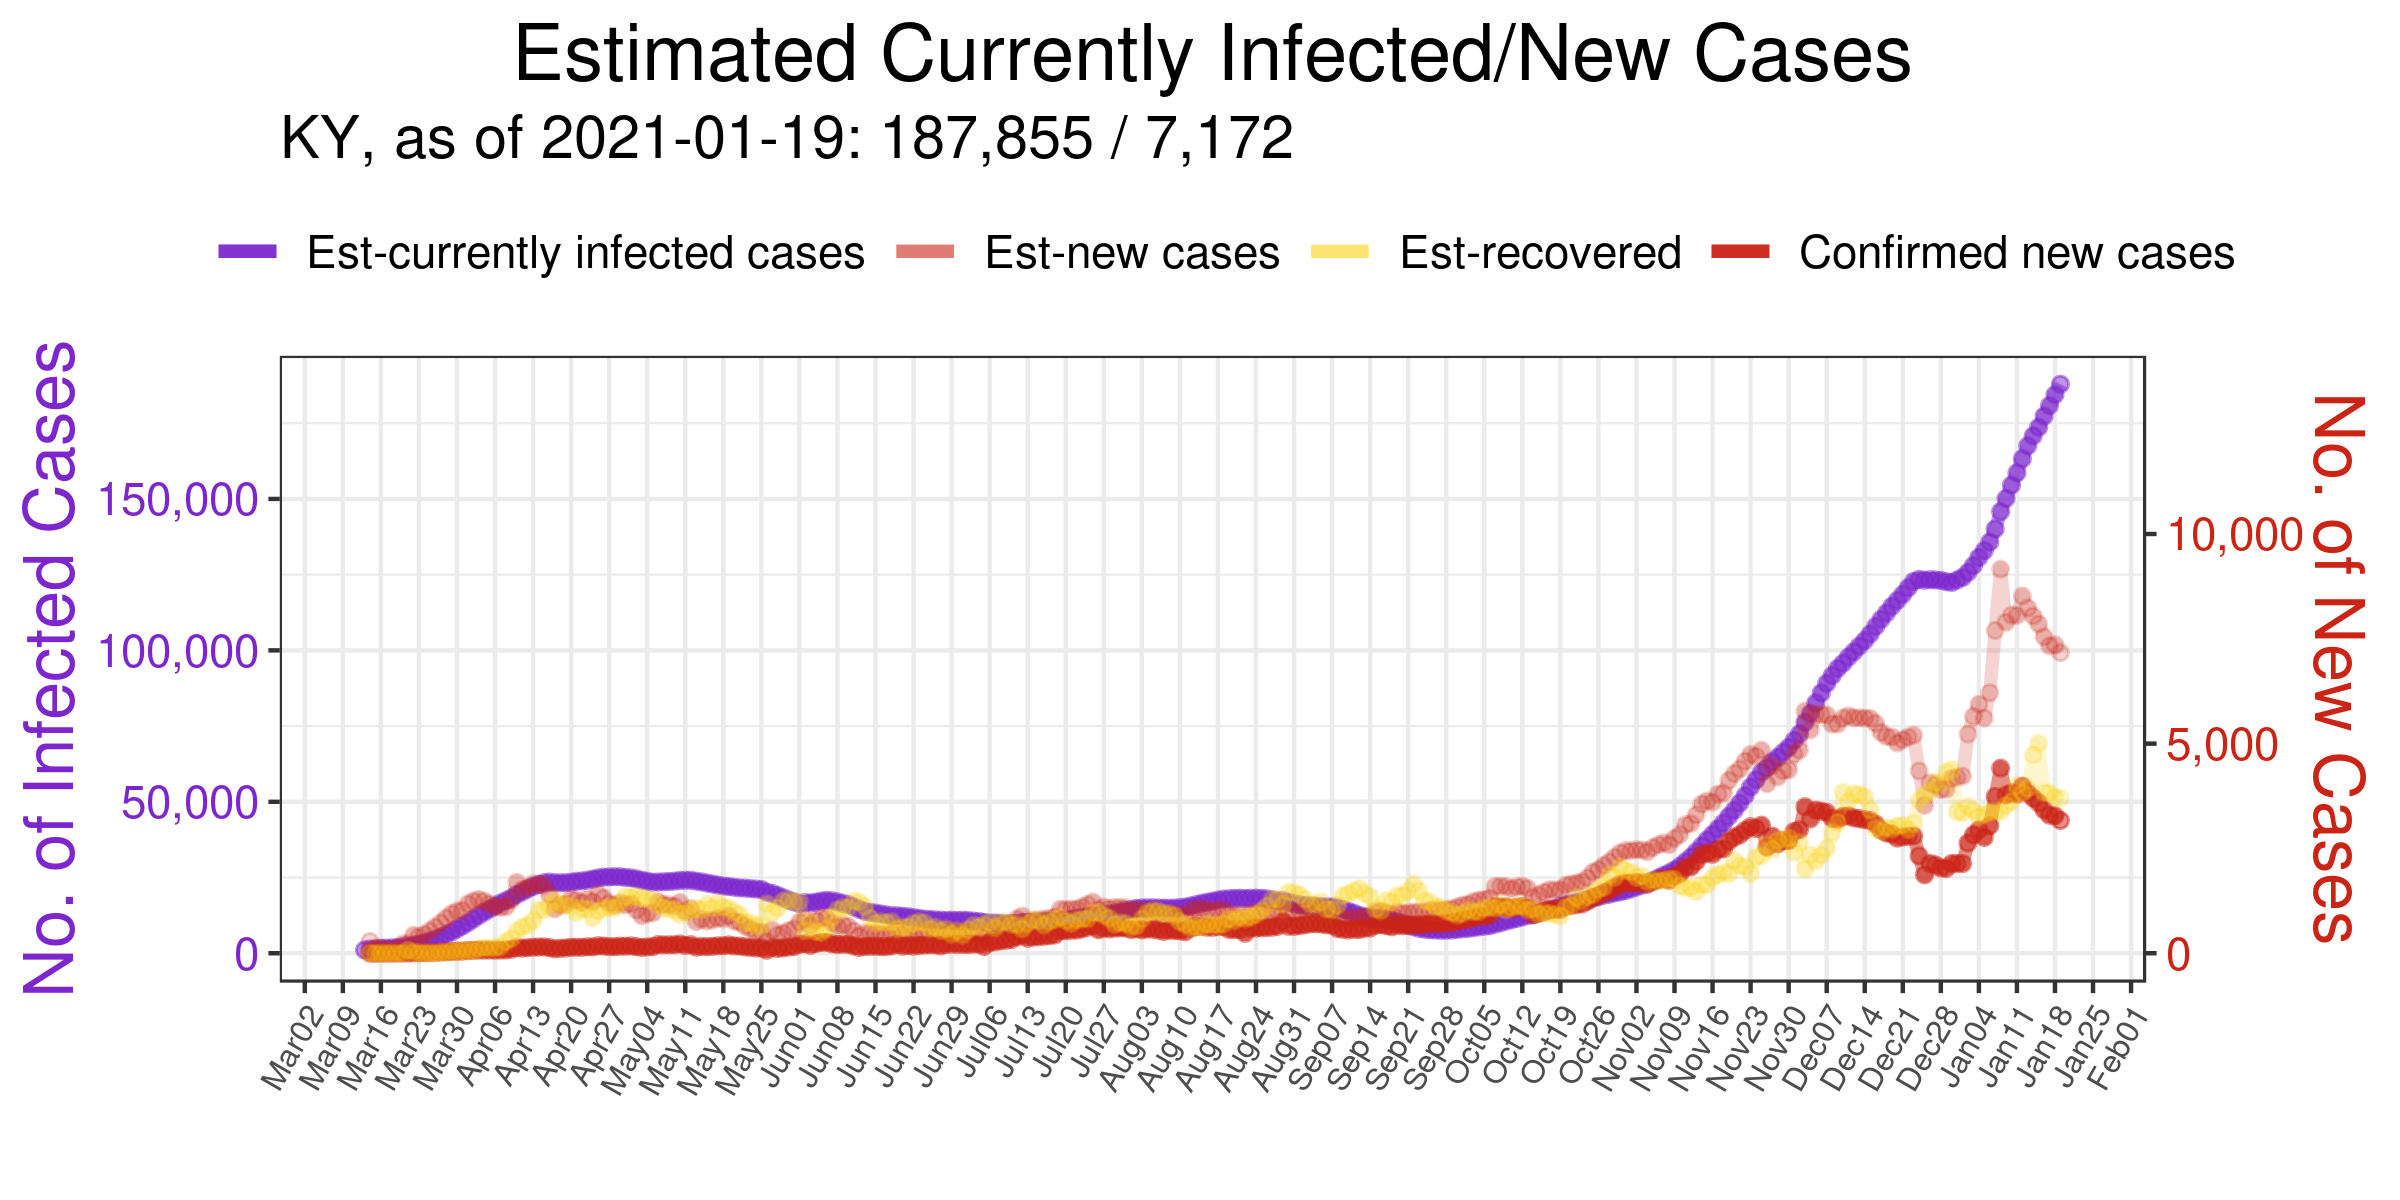 Estimated Currently Infected/New Cases
KY, as of 2021-01-19: 187,855 / 7,172
Est-currently infected cases Est-new cases Est-recovered Confirmed new cases
No. of Infected Cases
150,000
100,000
50,000
0
10,000
5,000
0
No. of New Cases
Mar02 Mar09 Mar16 Mar23 Mar30 Apr06 Apr13 Apr20 Apr27 May04 May11 May18 May25 Jun01 Jun08 Jun15 Jun22 Jun29 Jul06 Jul13 Jul20 Jul27 Aug03 Aug10 Aug17 Aug24 Aug31 Sep07 Sep14 Sep21 Sep28 Oct05 Oct12 Oct19 Oct26 Nov02 Nov09 Nov16 Nov23 Nov30 Dec07 Dec14 Dec21 Dec28 Jan04 Jan11 Jan18 Jan25 Feb01